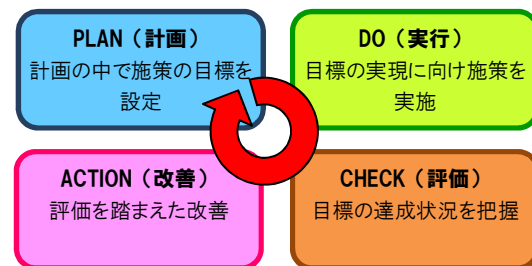 PLAN（計画）
計画の中で施策の目標を
設定
DO（実行）
目標の実現に向け施策を
実施
ACTION（改善）
評価を踏まえた改善
CHECK（評価）
目標の達成状況を把握